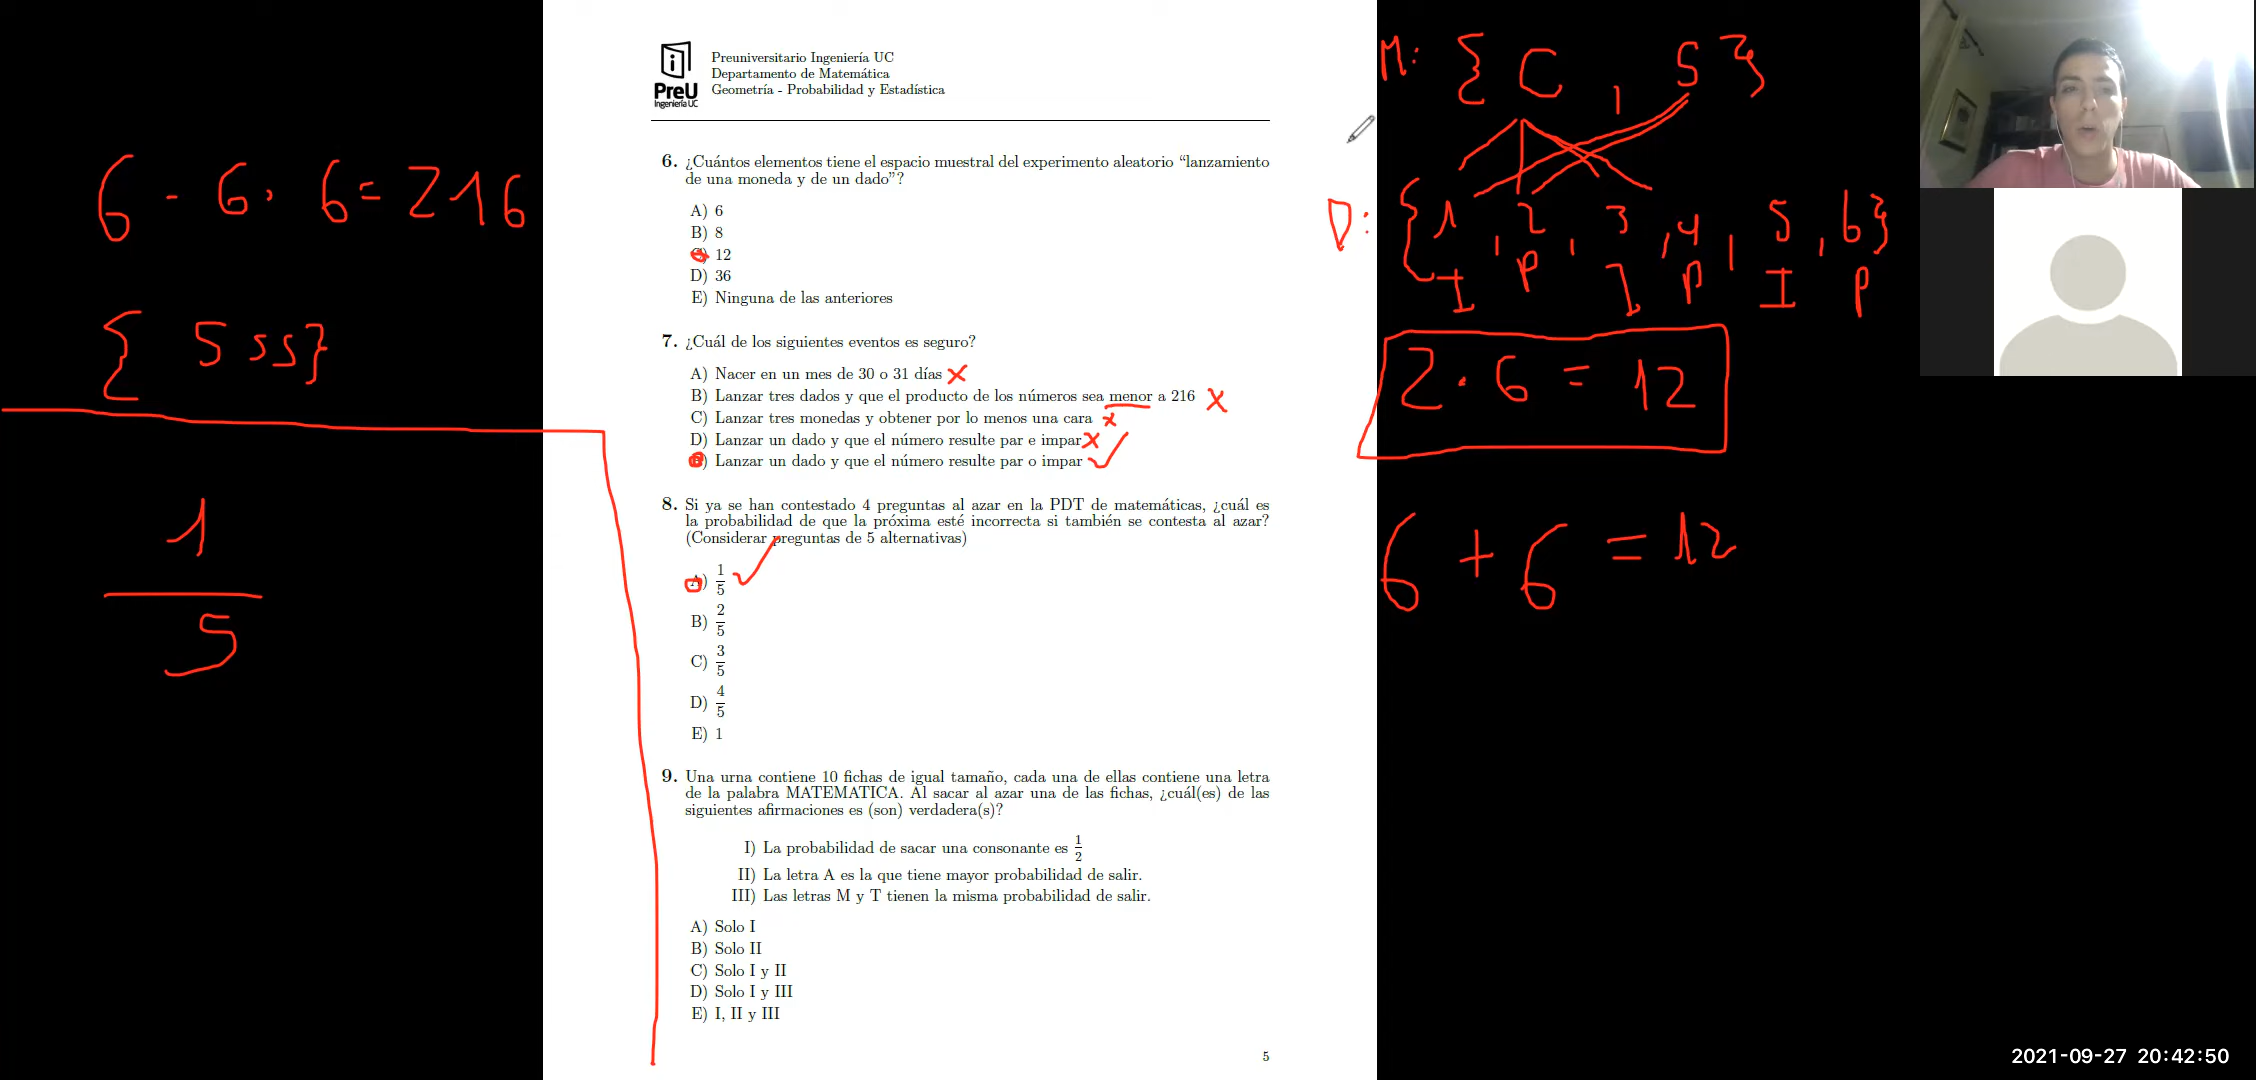 6 · 6 · 6 = 216
{ S S S }
1
5
i
PreU
Ingeniería UC
Preuniversitario Ingeniería UC
Departamento de Matemática
Geometría - Probabilidad y Estadística
6. ¿Cuántos elementos tiene el espacio muestral del experimento aleatorio “lanzamiento
de una moneda y de un dado”?
A) 6
B) 8
C) 12
D) 36
E) Ninguna de las anteriores
7. ¿Cuál de los siguientes eventos es seguro?
A) Nacer en un mes de 30 o 31 días
B) Lanzar tres dados y que el producto de los números sea menor a 216
C) Lanzar tres monedas y obtener por lo menos una cara
D) Lanzar un dado y que el número resulte par e impar
E) Lanzar un dado y que el número resulte par o impar
8. Si ya se han contestado 4 preguntas al azar en la PDT de matemáticas, ¿cuál es
la probabilidad de que la próxima esté incorrecta si también se contesta al azar?
(Considerar preguntas de 5 alternativas)
A) 1/5
B) 2/5
C) 3/5
D) 4/5
E) 1
9. Una urna contiene 10 fichas de igual tamaño, cada una de ellas contiene una letra
de la palabra MATEMATICA. Al sacar al azar una de las fichas, ¿cuál(es) de las
siguientes afirmaciones es (son) verdadera(s)?
I) La probabilidad de sacar una consonante es 1/2
II) La letra A es la que tiene mayor probabilidad de salir.
III) Las letras M y T tienen la misma probabilidad de salir.
A) Solo I
B) Solo II
C) Solo I y II
D) Solo I y III
E) I, II y III
5
M: { C , S }
D: { 1 , 2 , 3 , 4 , 5 , 6 }
I P I P I P
2 · 6 = 12
6 + 6 = 12
2021-09-27 20:42:50